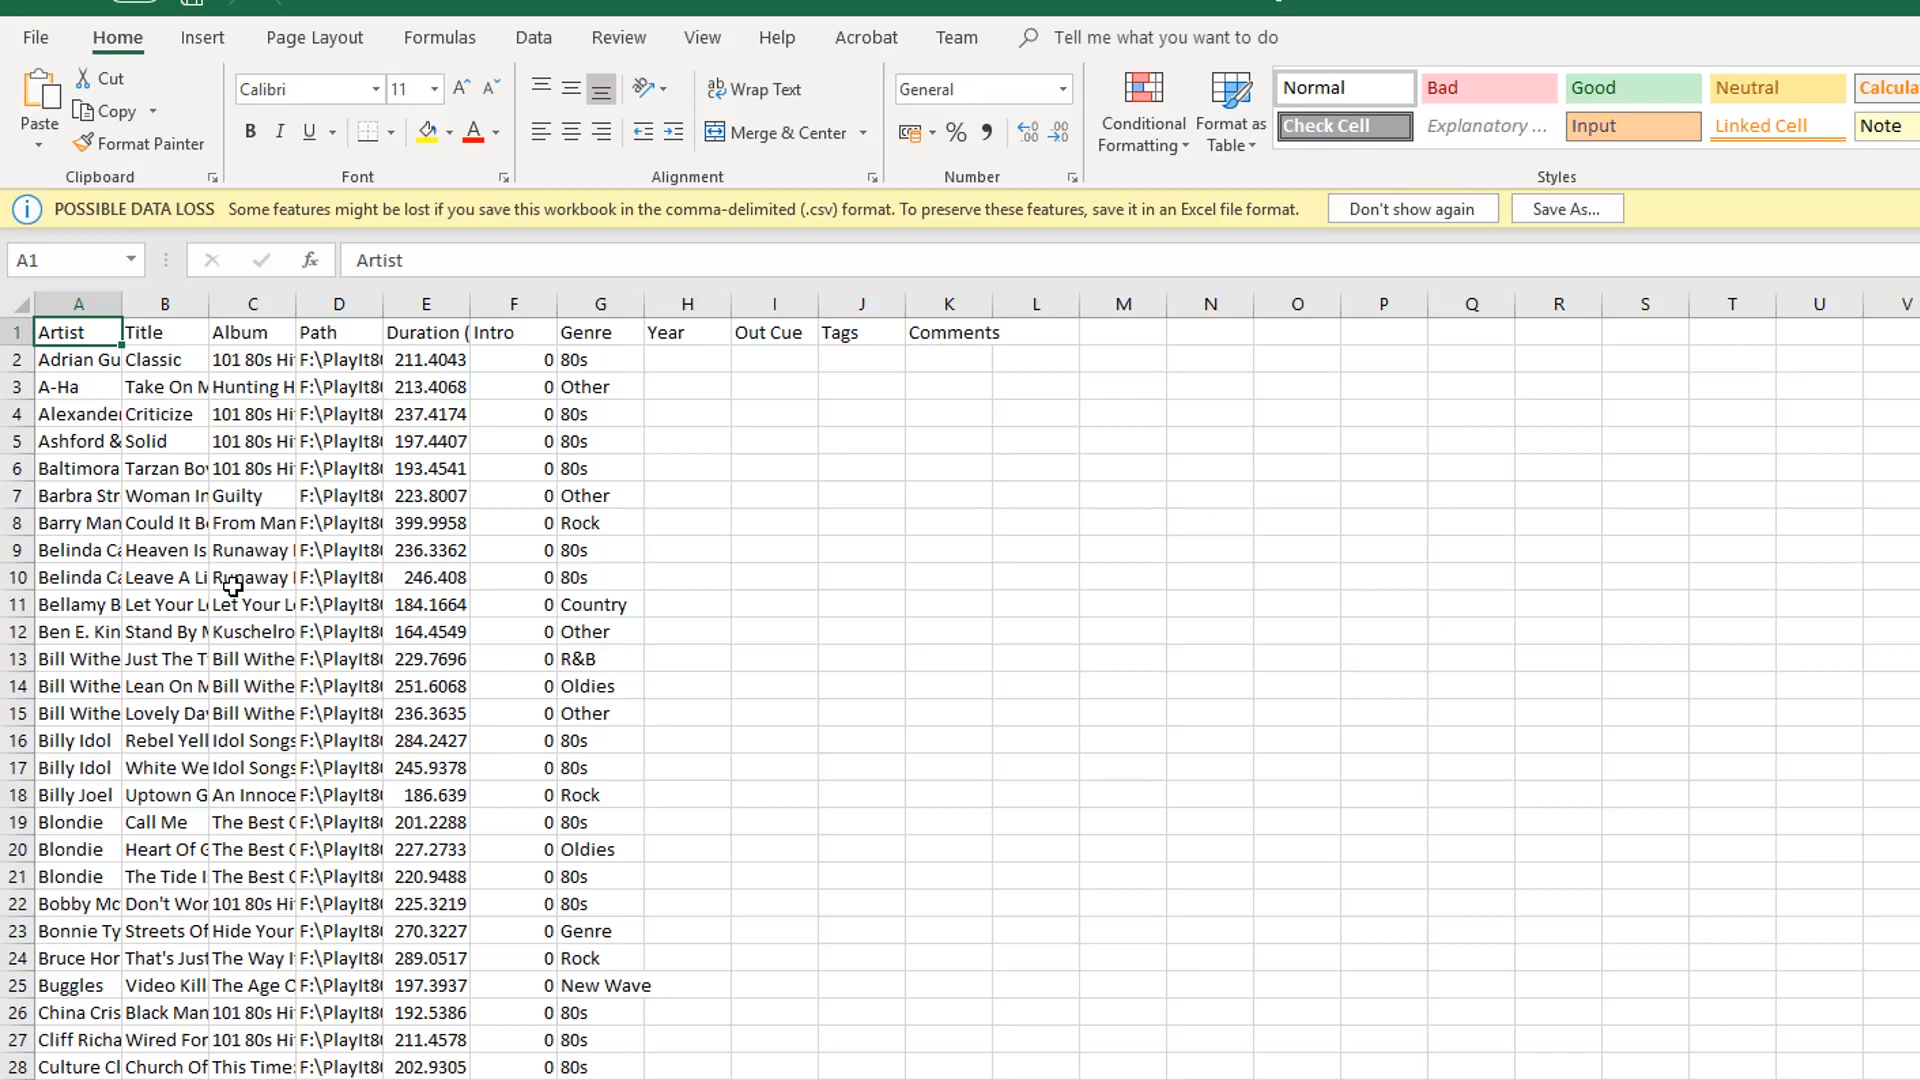 File Home Insert Page Layout Formulas Data Review View Help Acrobat Team Tell me what you want to do
Paste Cut Copy Format Painter Clipboard
Calibri 11 A^ A˅ B I U A Font
ab Wrap Text Merge & Center Alignment
General % , .00 Number
Conditional Formatting Format as Table
Normal Bad Good Neutral Calcula
Check Cell Explanatory ... Input Linked Cell Note
Styles
POSSIBLE DATA LOSS Some features might be lost if you save this workbook in the comma-delimited (.csv) format. To preserve these features, save it in an Excel file format. Don't show again Save As...
A1 fx Artist
A B C D E F G H I J K L M N O P Q R S T U V
1 Artist Title Album Path Duration ( Intro Genre Year Out Cue Tags Comments
2 Adrian Gu Classic 101 80s Hi F:\PlayIt8 211.4043 0 80s
3 A-Ha Take On M Hunting H F:\PlayIt8 213.4068 0 Other
4 Alexander Criticize 101 80s Hi F:\PlayIt8 237.4174 0 80s
5 Ashford & Solid 101 80s Hi F:\PlayIt8 197.4407 0 80s
6 Baltimora Tarzan Boy 101 80s Hi F:\PlayIt8 193.4541 0 80s
7 Barbra Str Woman In Guilty F:\PlayIt8 223.8007 0 Other
8 Barry Man Could It Be From Man F:\PlayIt8 399.9958 0 Rock
9 Belinda Ca Heaven Is Runaway F:\PlayIt8 236.3362 0 80s
10 Belinda Ca Leave A Li Runaway F:\PlayIt8 246.408 0 80s
11 Bellamy B Let Your L Let Your L F:\PlayIt8 184.1664 0 Country
12 Ben E. Kin Stand By M Kuschelro F:\PlayIt8 164.4549 0 Other
13 Bill Withe Just The T Bill Withe F:\PlayIt8 229.7696 0 R&B
14 Bill Withe Lean On M Bill Withe F:\PlayIt8 251.6068 0 Oldies
15 Bill Withe Lovely Day Bill Withe F:\PlayIt8 236.3635 0 Other
16 Billy Idol Rebel Yell Idol Songs F:\PlayIt8 284.2427 0 80s
17 Billy Idol White We Idol Songs F:\PlayIt8 245.9378 0 80s
18 Billy Joel Uptown G An Innoce F:\PlayIt8 186.639 0 Rock
19 Blondie Call Me The Best O F:\PlayIt8 201.2288 0 80s
20 Blondie Heart Of G The Best O F:\PlayIt8 227.2733 0 Oldies
21 Blondie The Tide I The Best O F:\PlayIt8 220.9488 0 80s
22 Bobby Mc Don't Wor 101 80s Hi F:\PlayIt8 225.3219 0 80s
23 Bonnie Ty Streets Of Hide Your F:\PlayIt8 270.3227 0 Genre
24 Bruce Hor That's Just The Way I F:\PlayIt8 289.0517 0 Rock
25 Buggles Video Kill The Age O F:\PlayIt8 197.3937 0 New Wave
26 China Cris Black Man 101 80s Hi F:\PlayIt8 192.5386 0 80s
27 Cliff Richa Wired For 101 80s Hi F:\PlayIt8 211.4578 0 80s
28 Culture Cl Church Of This Time: F:\PlayIt8 202.9305 0 80s